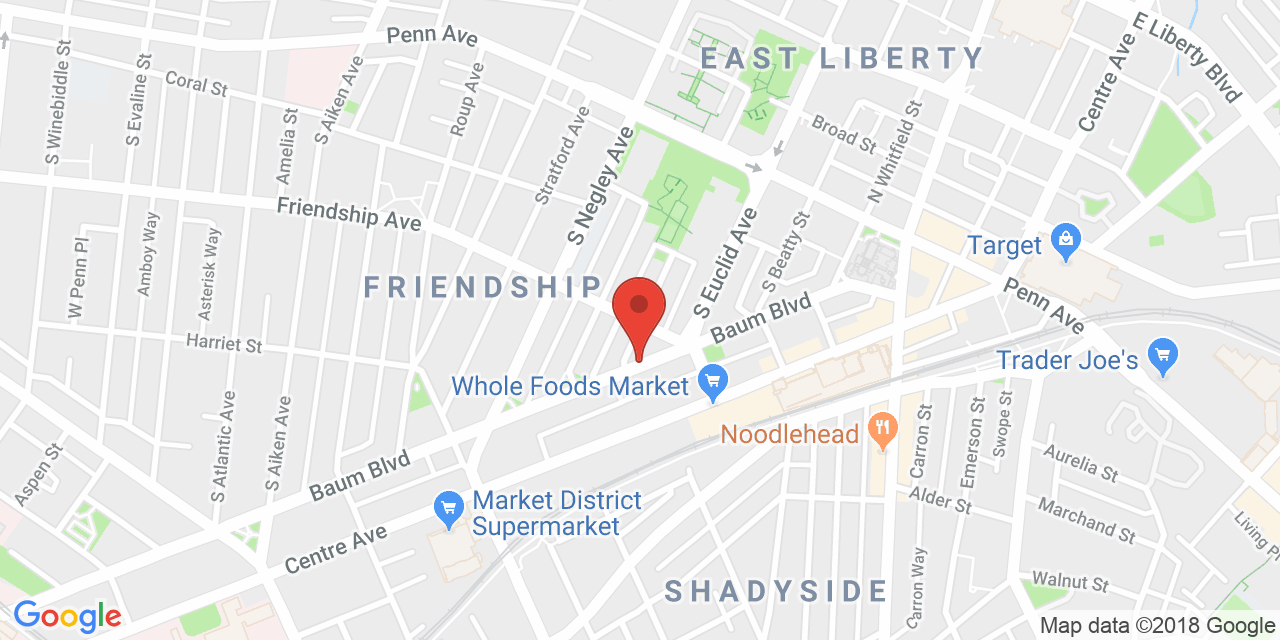 Penn Ave
EAST LIBERTY
E Liberty Blvd
Centre Ave
S Winebiddle St
S Evaline St
Coral St
S Aiken Ave
Roup Ave
Amelia St
Stratford Ave
S Negley Ave
Broad St
N Whitfield St
Friendship Ave
W Penn Pl
Amboy Way
Asterisk Way
S Euclid Ave
S Beatty St
Target
FRIENDSHIP
Baum Blvd
Penn Ave
Harriet St
Whole Foods Market
Trader Joe's
Noodlehead
S Atlantic Ave
S Aiken Ave
Baum Blvd
Carron St
Emerson St
Swope St
Aurelia St
Aspen St
Market District
Supermarket
Alder St
Marchand St
Centre Ave
Living Pl
Carron Way
SHADYSIDE
Walnut St
Google
Map data ©2018 Google